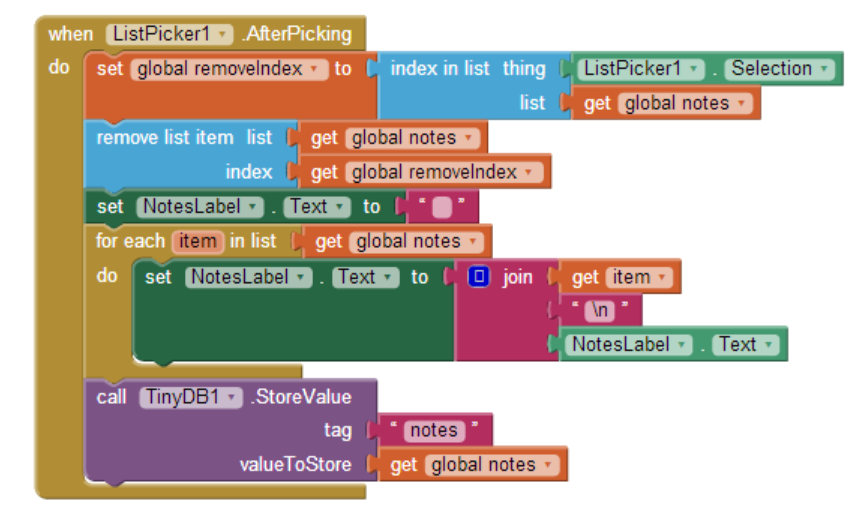 when ListPicker1 .AfterPicking
do set global removeIndex to index in list thing ListPicker1 . Selection
list get global notes
remove list item list get global notes
index get global removeIndex
set NotesLabel . Text to " "
for each item in list get global notes
do set NotesLabel . Text to join get item
" \n "
NotesLabel . Text
call TinyDB1 .StoreValue
tag " notes "
valueToStore get global notes